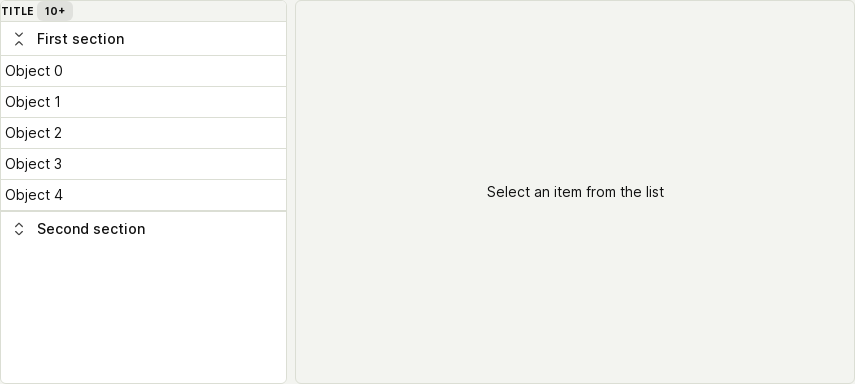 TITLE 10+
First section
Object 0
Object 1
Object 2
Object 3
Object 4
Second section
Select an item from the list